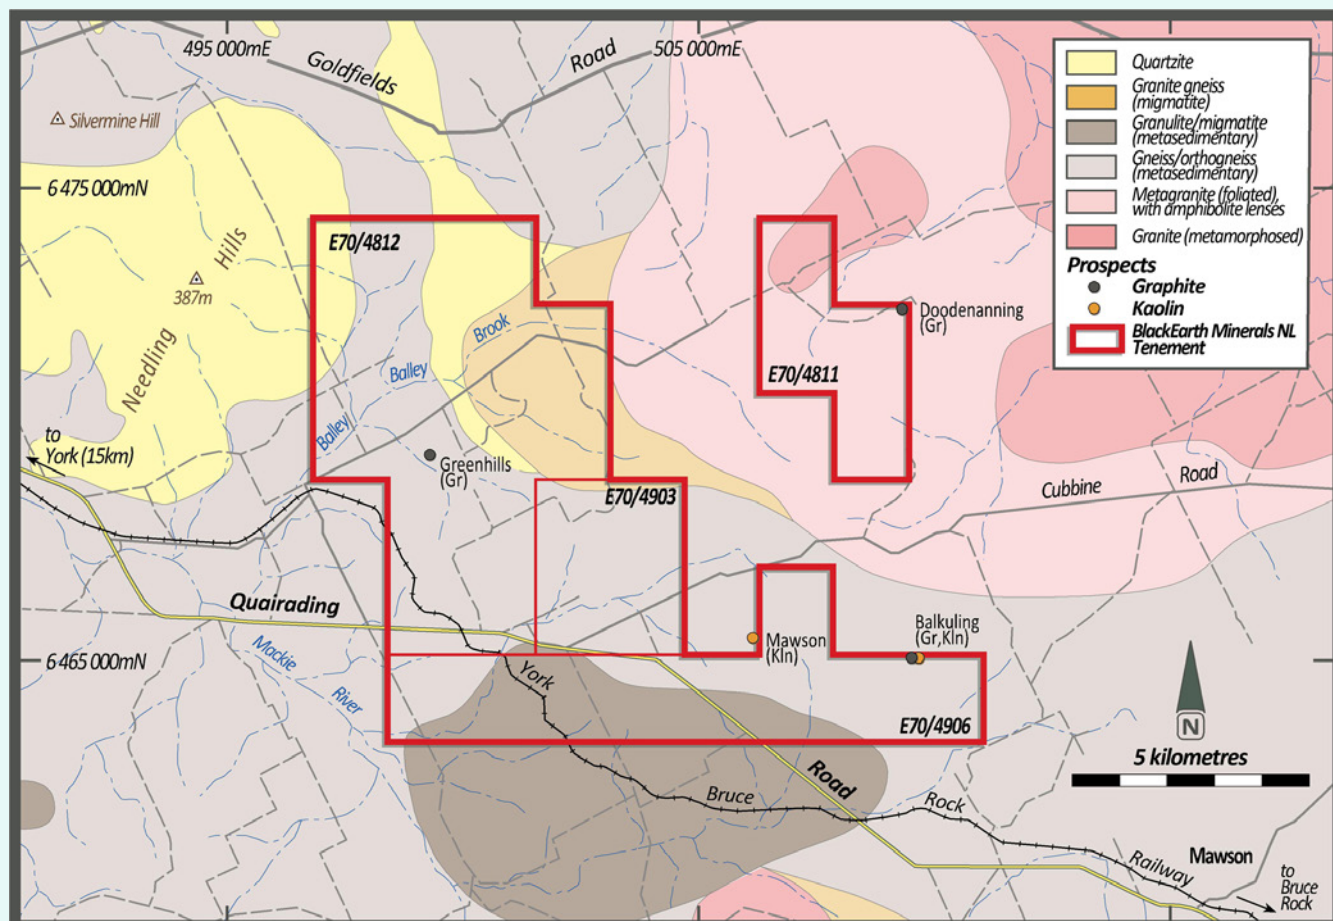 495 000mE
505 000mE
Goldfields Road
Silvermine Hill
6 475 000mN
E70/4812
Needling Hills
387m
Balley Brook
Balley
Doodenanning
(Gr)
E70/4811
to
York (15km)
Greenhills
(Gr)
E70/4903
Cubbine Road
Quairading Road
Mackie
River
6 465 000mN
Mawson
(Kln)
Balkuling
(Gr,Kln)
E70/4906
York Bruce Rock Railway
Mawson
to
Bruce
Rock
Quartzite
Granite gneiss
(migmatite)
Granulite/migmatite
(metasedimentary)
Gneiss/orthogneiss
(metasedimentary)
Metagranite (foliated),
with amphibolite lenses
Granite (metamorphosed)
Prospects
Graphite
Kaolin
BlackEarth Minerals NL
Tenement
N
5 kilometres